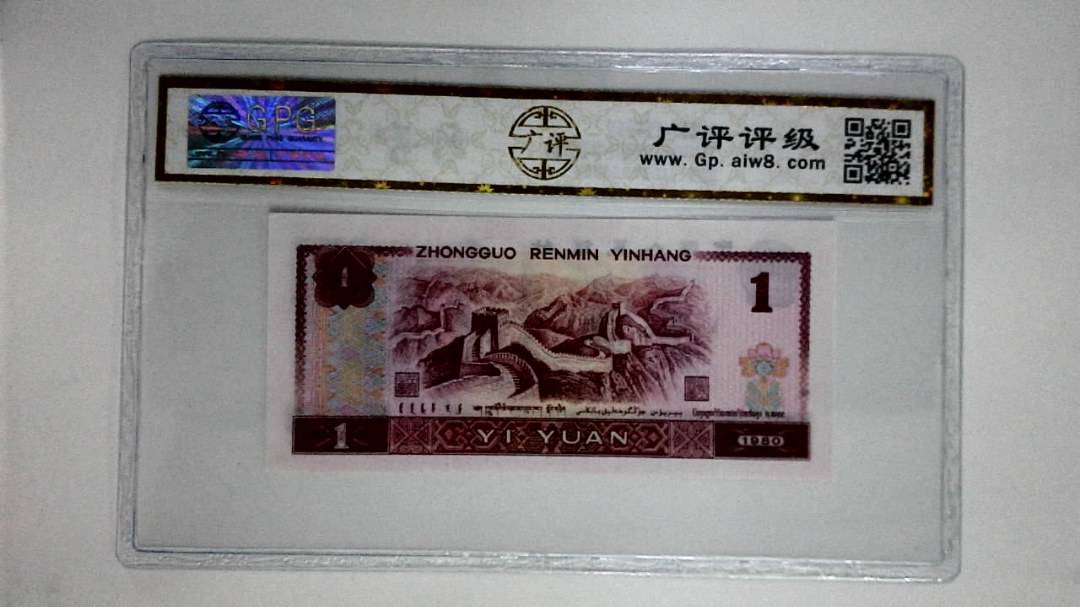 GPG
广评
广评评级
www.Gp.aiw8.com
ZHONGGUO RENMIN YINHANG
1
1
1
YI YUAN
1980